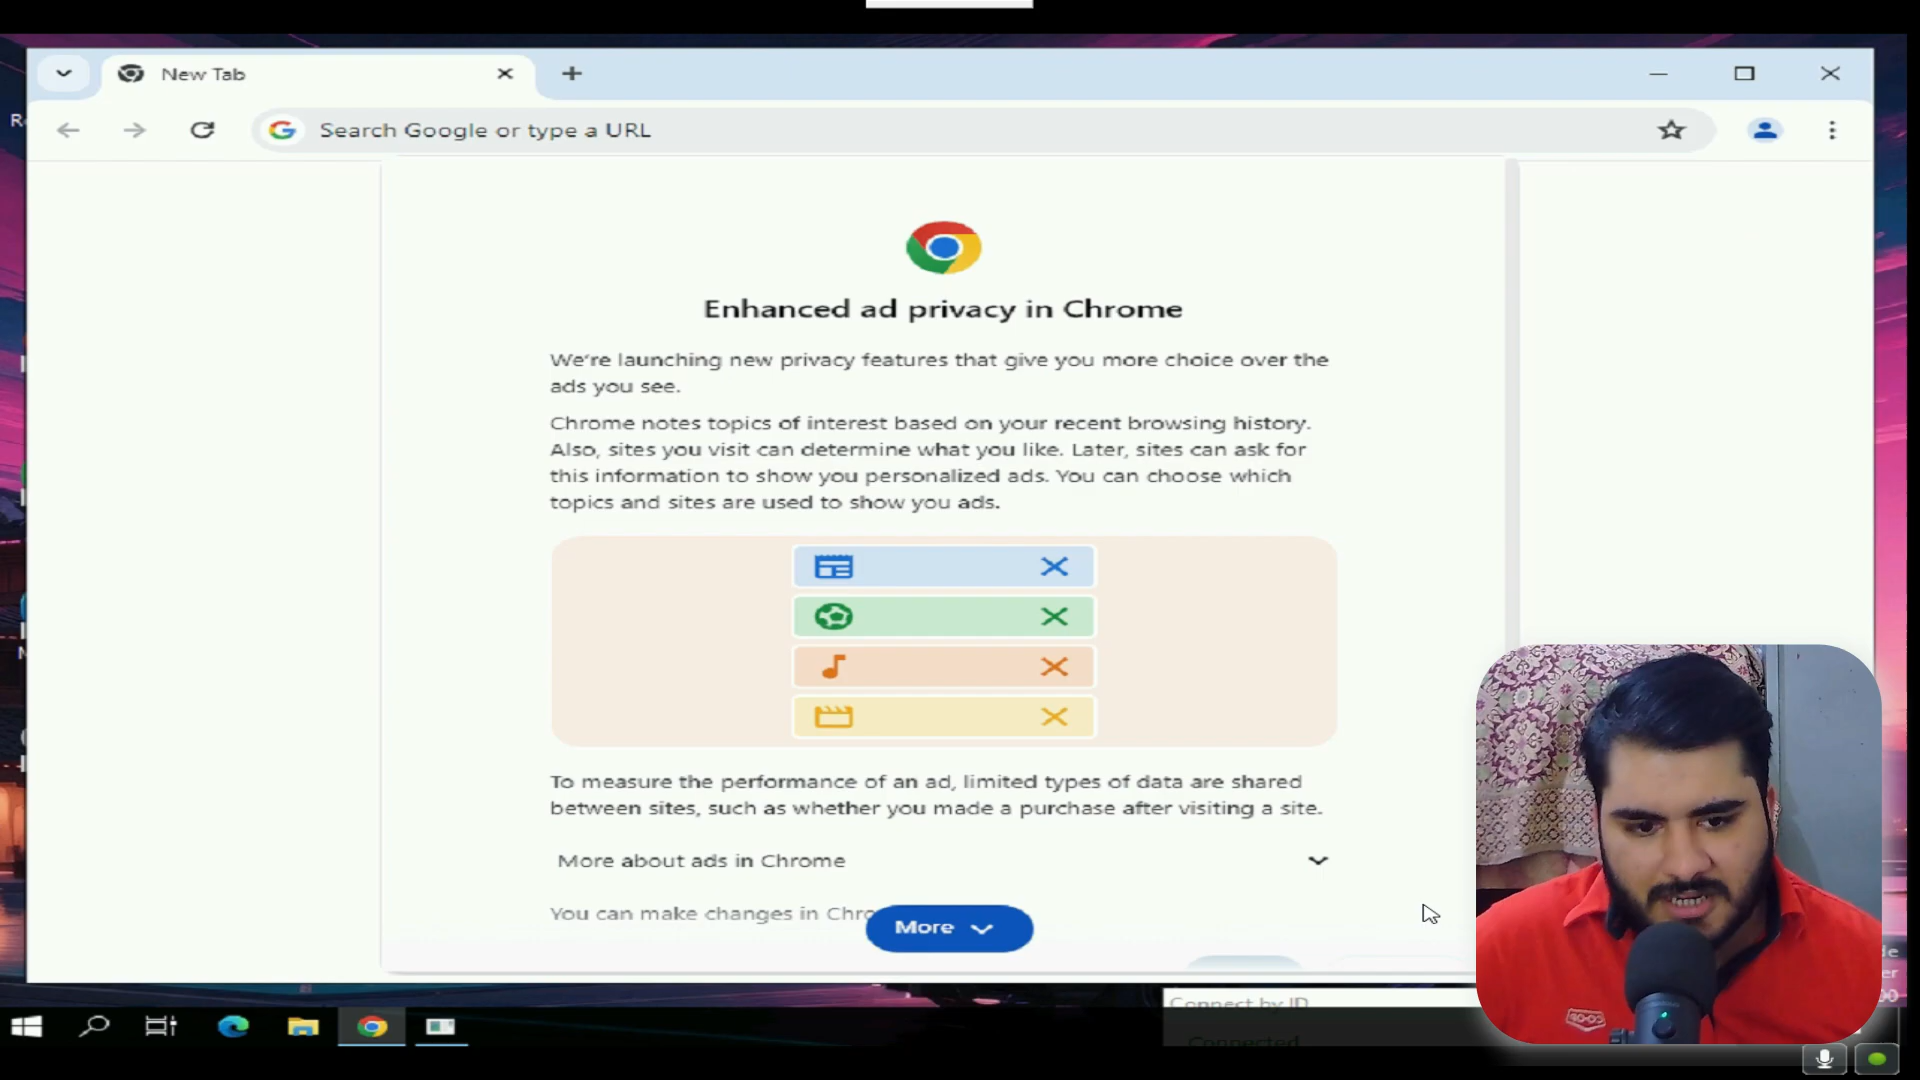 New Tab
Search Google or type a URL
Enhanced ad privacy in Chrome
We're launching new privacy features that give you more choice over the
ads you see.
Chrome notes topics of interest based on your recent browsing history.
Also, sites you visit can determine what you like. Later, sites can ask for
this information to show you personalized ads. You can choose which
topics and sites are used to show you ads.
To measure the performance of an ad, limited types of data are shared
between sites, such as whether you made a purchase after visiting a site.
More about ads in Chrome
You can make changes in Chro
More
Connect by ID
Connected